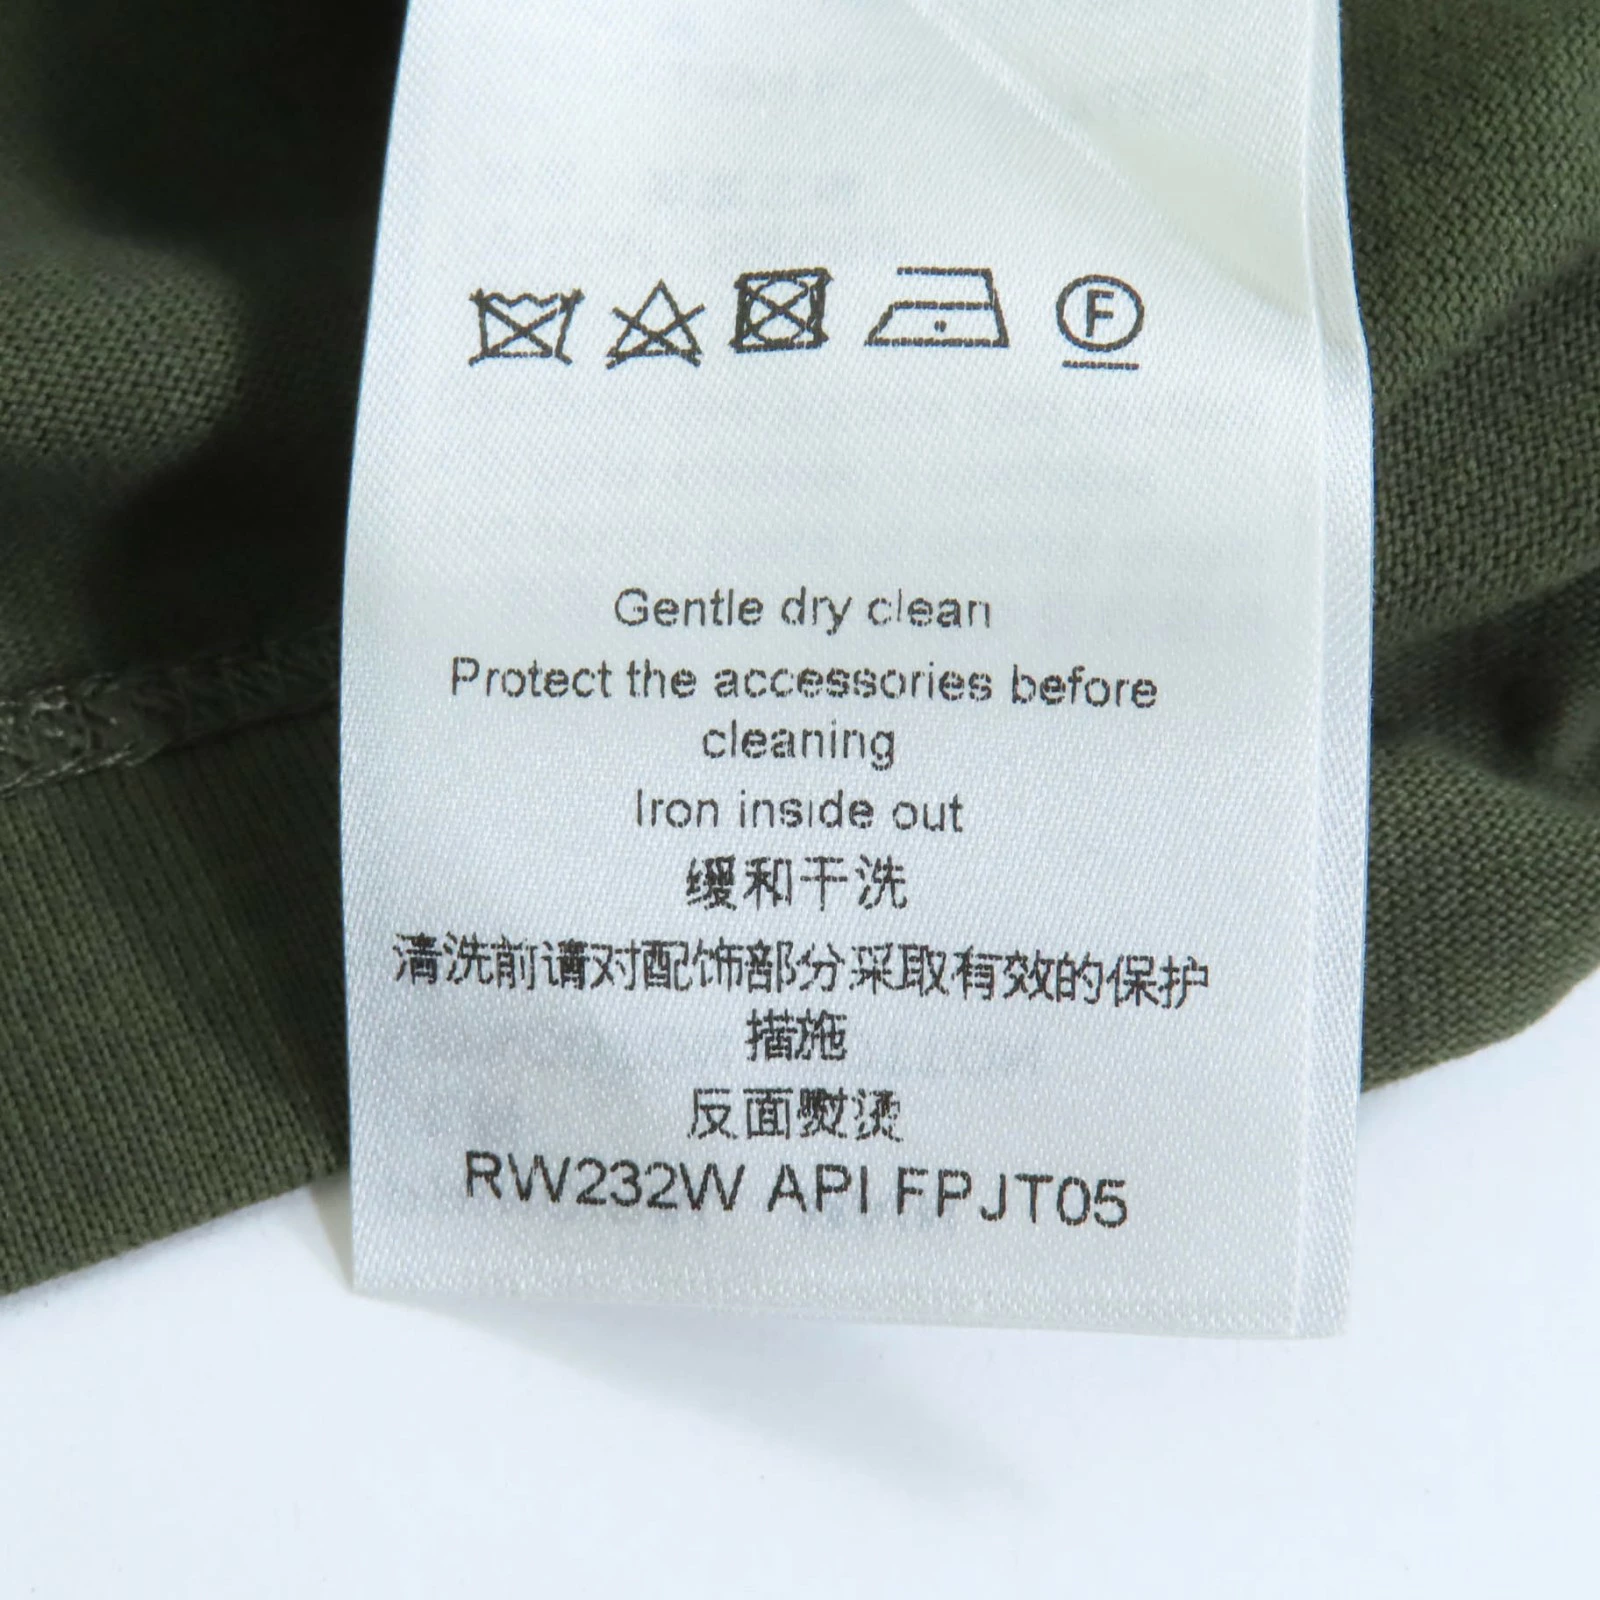 F
Gentle dry clean
Protect the accessories before
cleaning
Iron inside out
缓和干洗
清洗前请对配饰部分采取有效的保护
措施
反面熨烫
RW232W API FPJT05